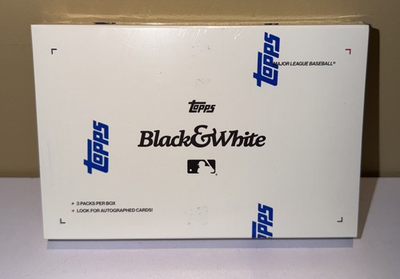 topps
MAJOR LEAGUE BASEBALL®
topps
Black&White
topps
• 3 PACKS PER BOX
• LOOK FOR AUTOGRAPHED CARDS!
topps